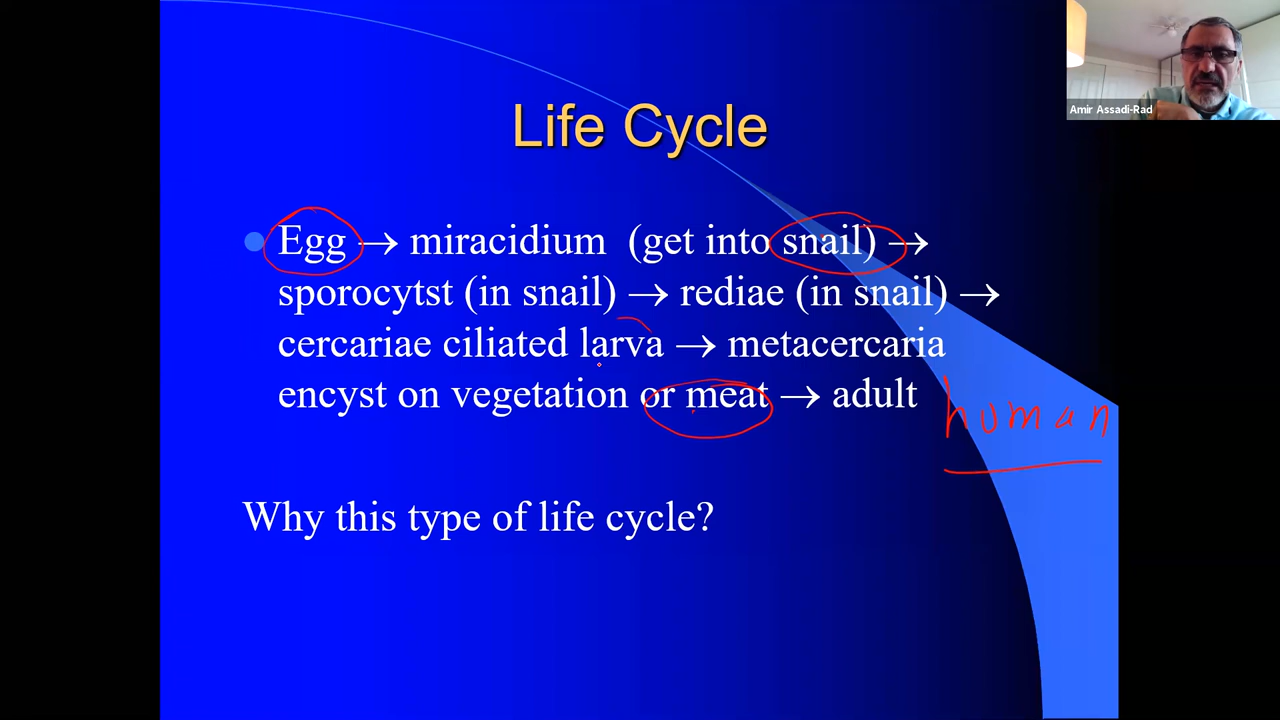 Amir Assadi-Rad
Life Cycle
Egg → miracidium (get into snail) →
sporocytst (in snail) → rediae (in snail) →
cercariae ciliated larva → metacercaria
encyst on vegetation or meat → adult
human
Why this type of life cycle?